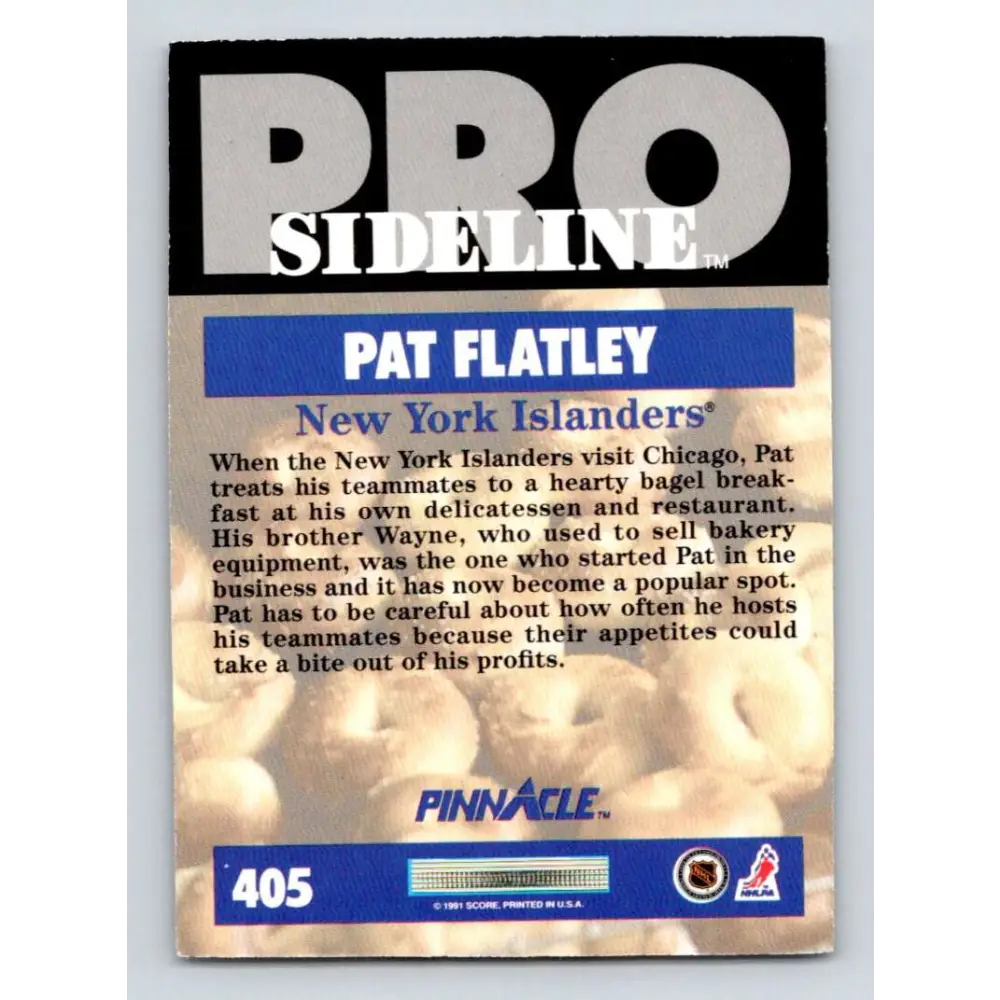 PRO
SIDELINE™
PAT FLATLEY
New York Islanders®
When the New York Islanders visit Chicago, Pat
treats his teammates to a hearty bagel break-
fast at his own delicatessen and restaurant.
His brother Wayne, who used to sell bakery
equipment, was the one who started Pat in the
business and it has now become a popular spot.
Pat has to be careful about how often he hosts
his teammates because their appetites could
take a bite out of his profits.
PINNACLE™
405
© 1991 SCORE, PRINTED IN U.S.A.
NHL
NHLPA